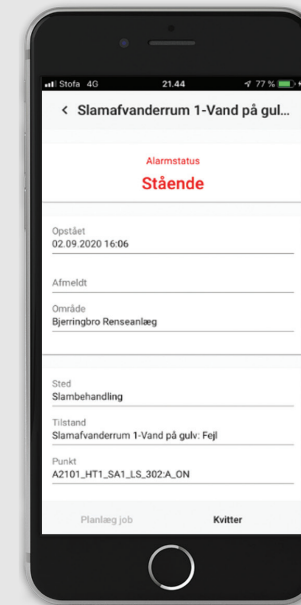 Stofa 4G 21.44 77 %
< Slamafvanderrum 1-Vand på gul...
Alarmstatus
Stående
Opstået
02.09.2020 16:06
Afmeldt
Område
Bjerringbro Renseanlæg
Sted
Slambehandling
Tilstand
Slamafvanderrum 1-Vand på gulv: Fejl
Punkt
A2101_HT1_SA1_LS_302:A_ON
Planlæg job Kvitter